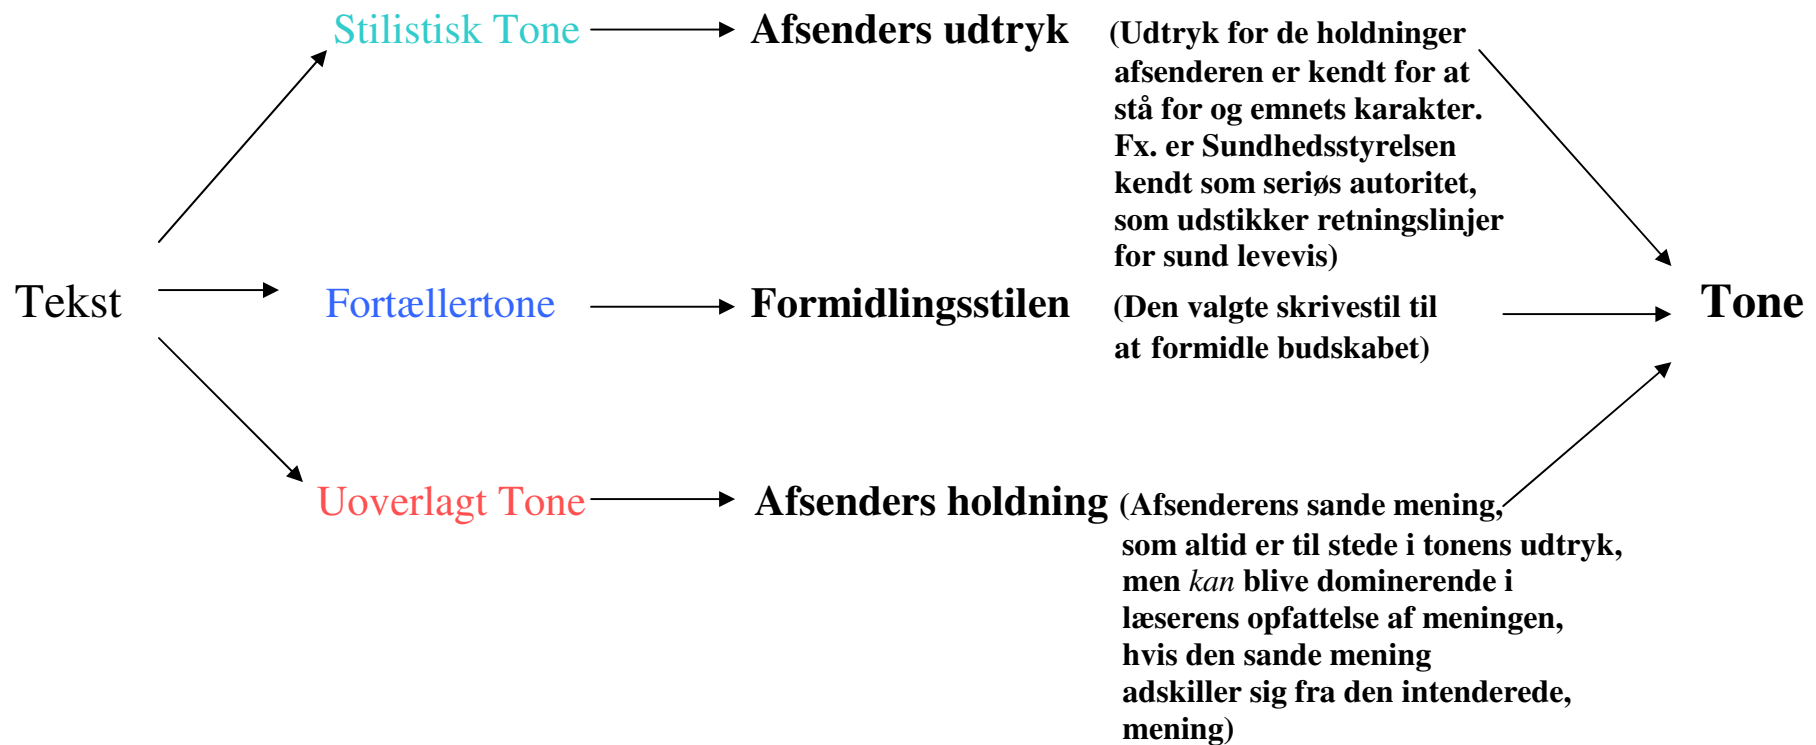 Stilistisk Tone Afsenders udtryk (Udtryk for de holdninger
afsenderen er kendt for at
stå for og emnets karakter.
Fx. er Sundhedsstyrelsen
kendt som seriøs autoritet,
som udstikker retningslinjer
for sund levevis)
Tekst Fortællertone Formidlingsstilen (Den valgte skrivestil til Tone
at formidle budskabet)
Uoverlagt Tone Afsenders holdning (Afsenderens sande mening,
som altid er til stede i tonens udtryk,
men kan blive dominerende i
læserens opfattelse af meningen,
hvis den sande mening
adskiller sig fra den intenderede,
mening)